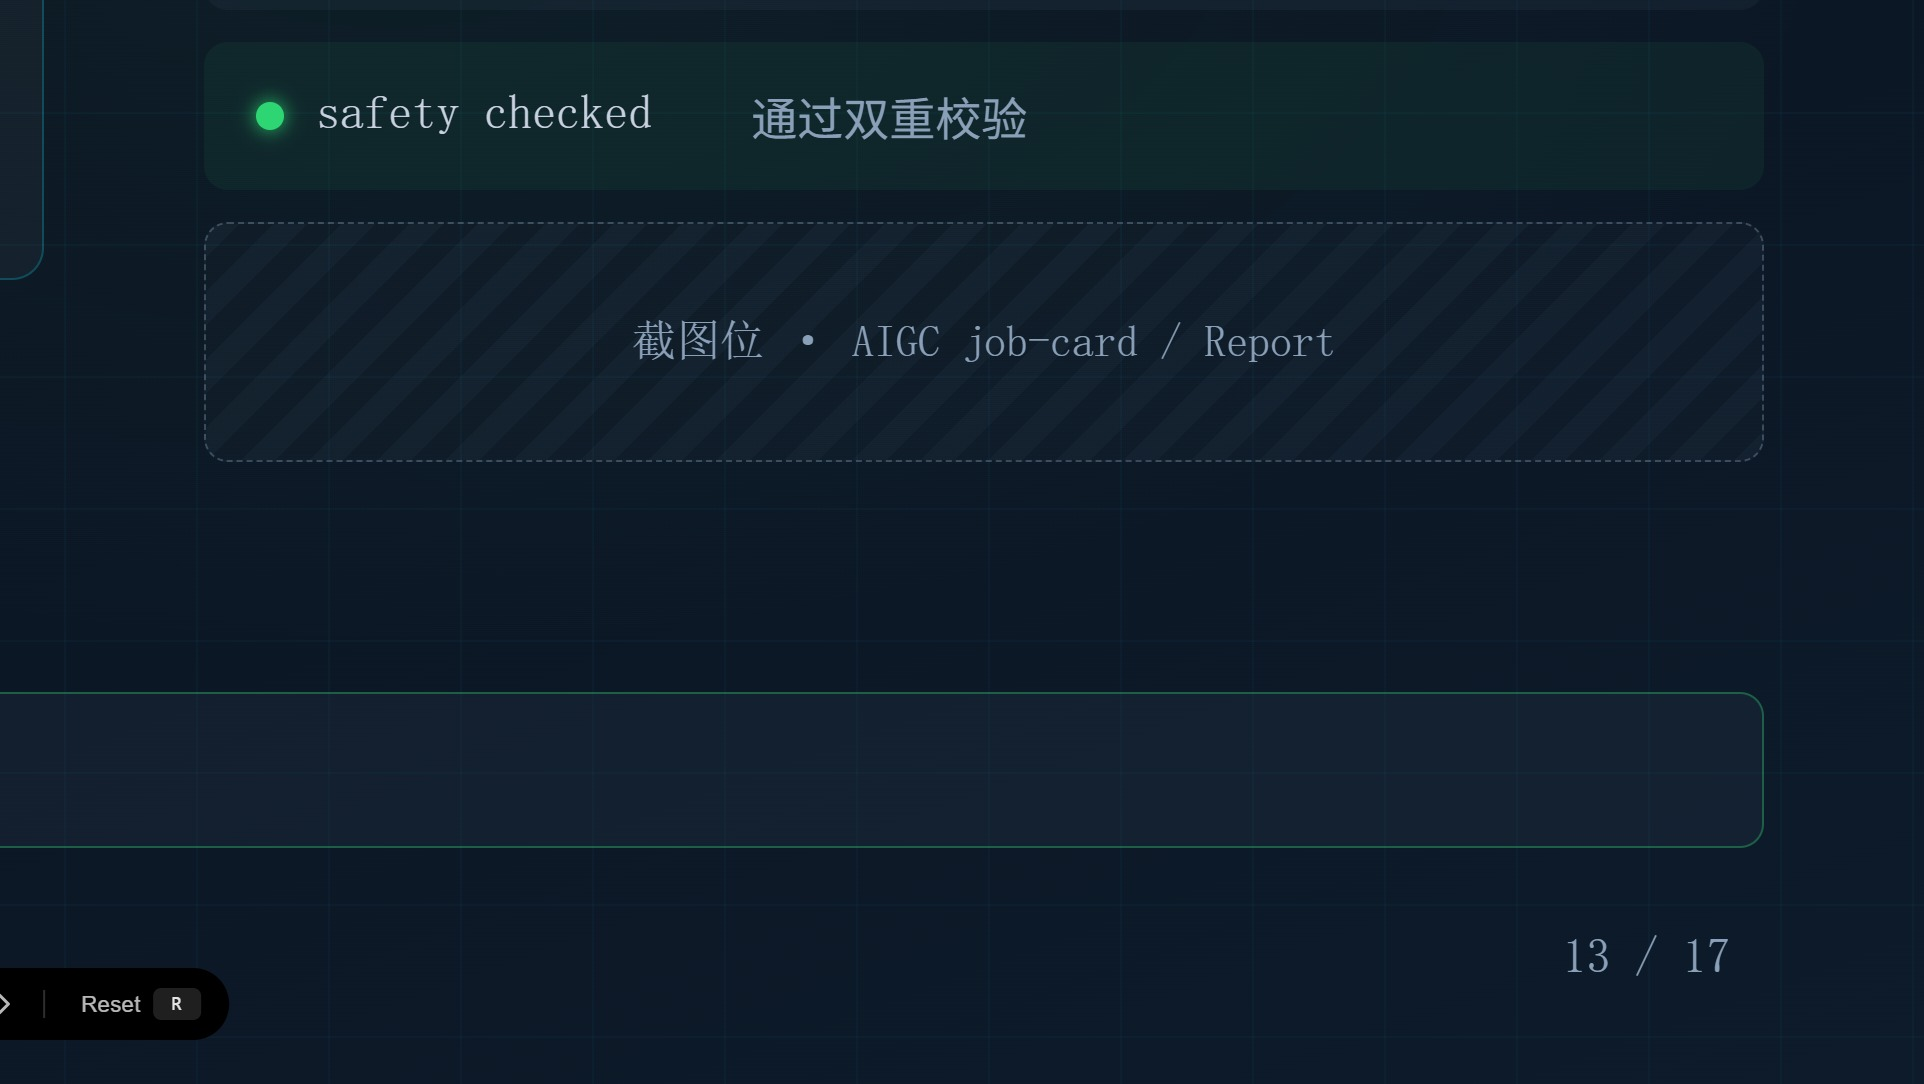 safety checked 通过双重校验
截图位 • AIGC job-card / Report
13 / 17
Reset R